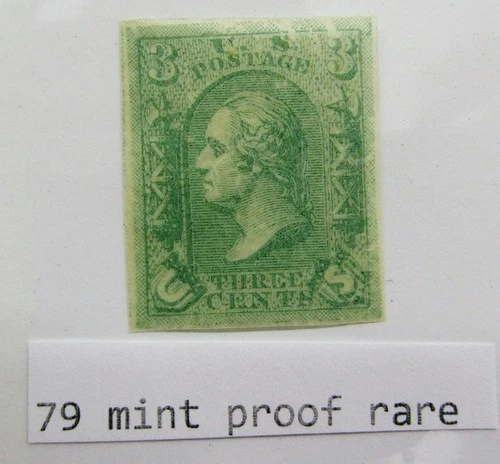 3 U S 3
POSTAGE
U THREE S
CENTS
79 mint proof rare